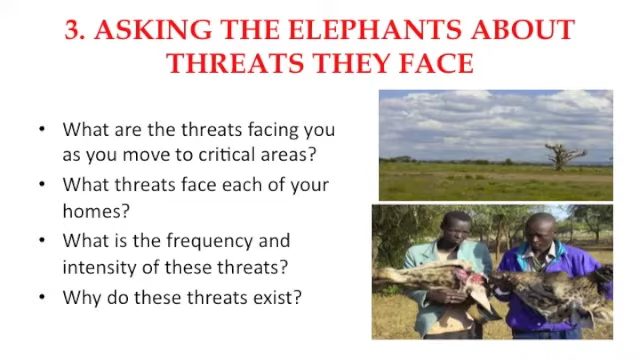 3. ASKING THE ELEPHANTS ABOUT
THREATS THEY FACE
• What are the threats facing you
as you move to critical areas?
• What threats face each of your
homes?
• What is the frequency and
intensity of these threats?
• Why do these threats exist?